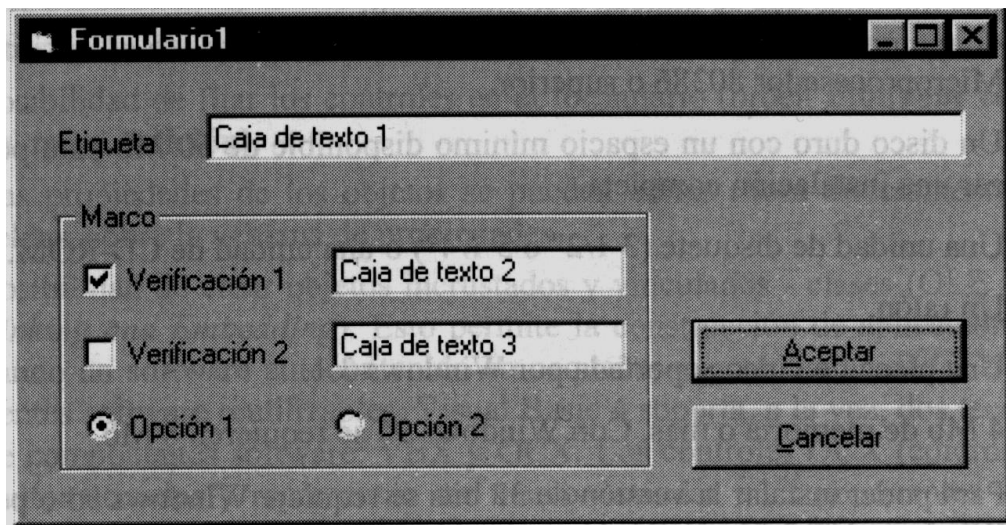 Formulario1
Etiqueta Caja de texto 1
Marco
Verificación 1 Caja de texto 2
Verificación 2 Caja de texto 3
Opción 1 Opción 2
Aceptar
Cancelar